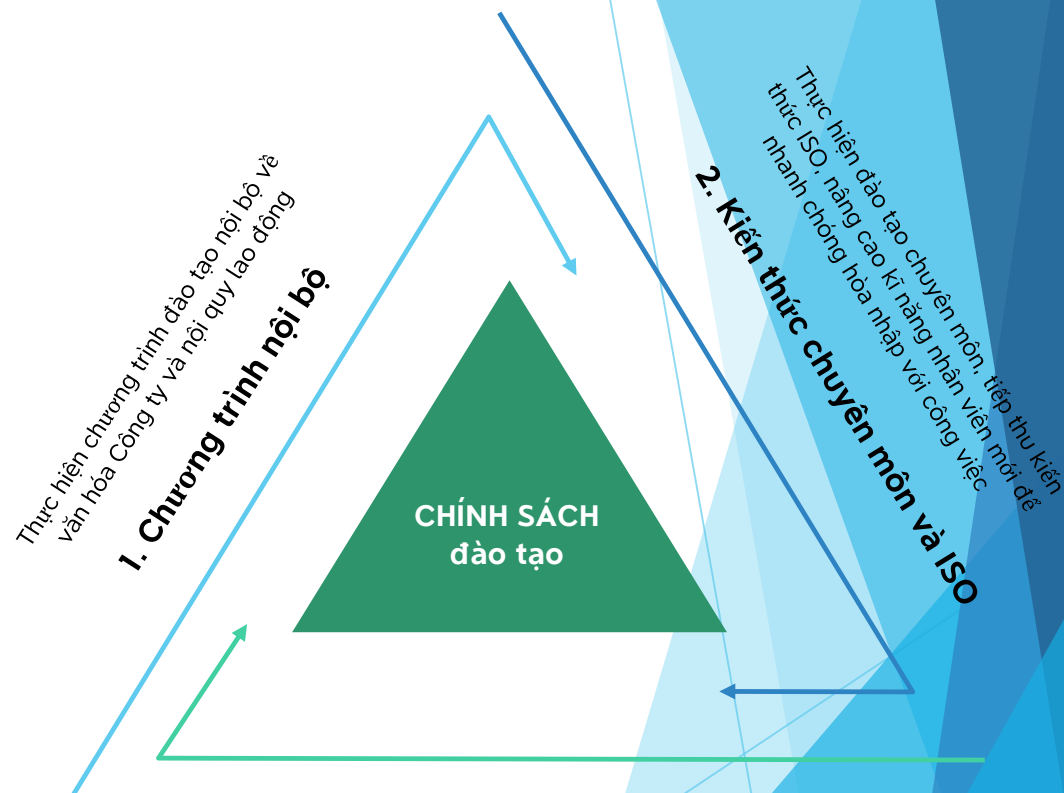 Thực hiện chương trình đào tạo nội bộ về
văn hóa Công ty và nội quy lao động
1. Chương trình nội bộ
Thực hiện đào tạo chuyên môn, tiếp thu kiến
thức ISO, nâng cao kĩ năng nhân viên mới để
nhanh chóng hòa nhập với công việc
2. Kiến thức chuyên môn và ISO
CHÍNH SÁCH
đào tạo